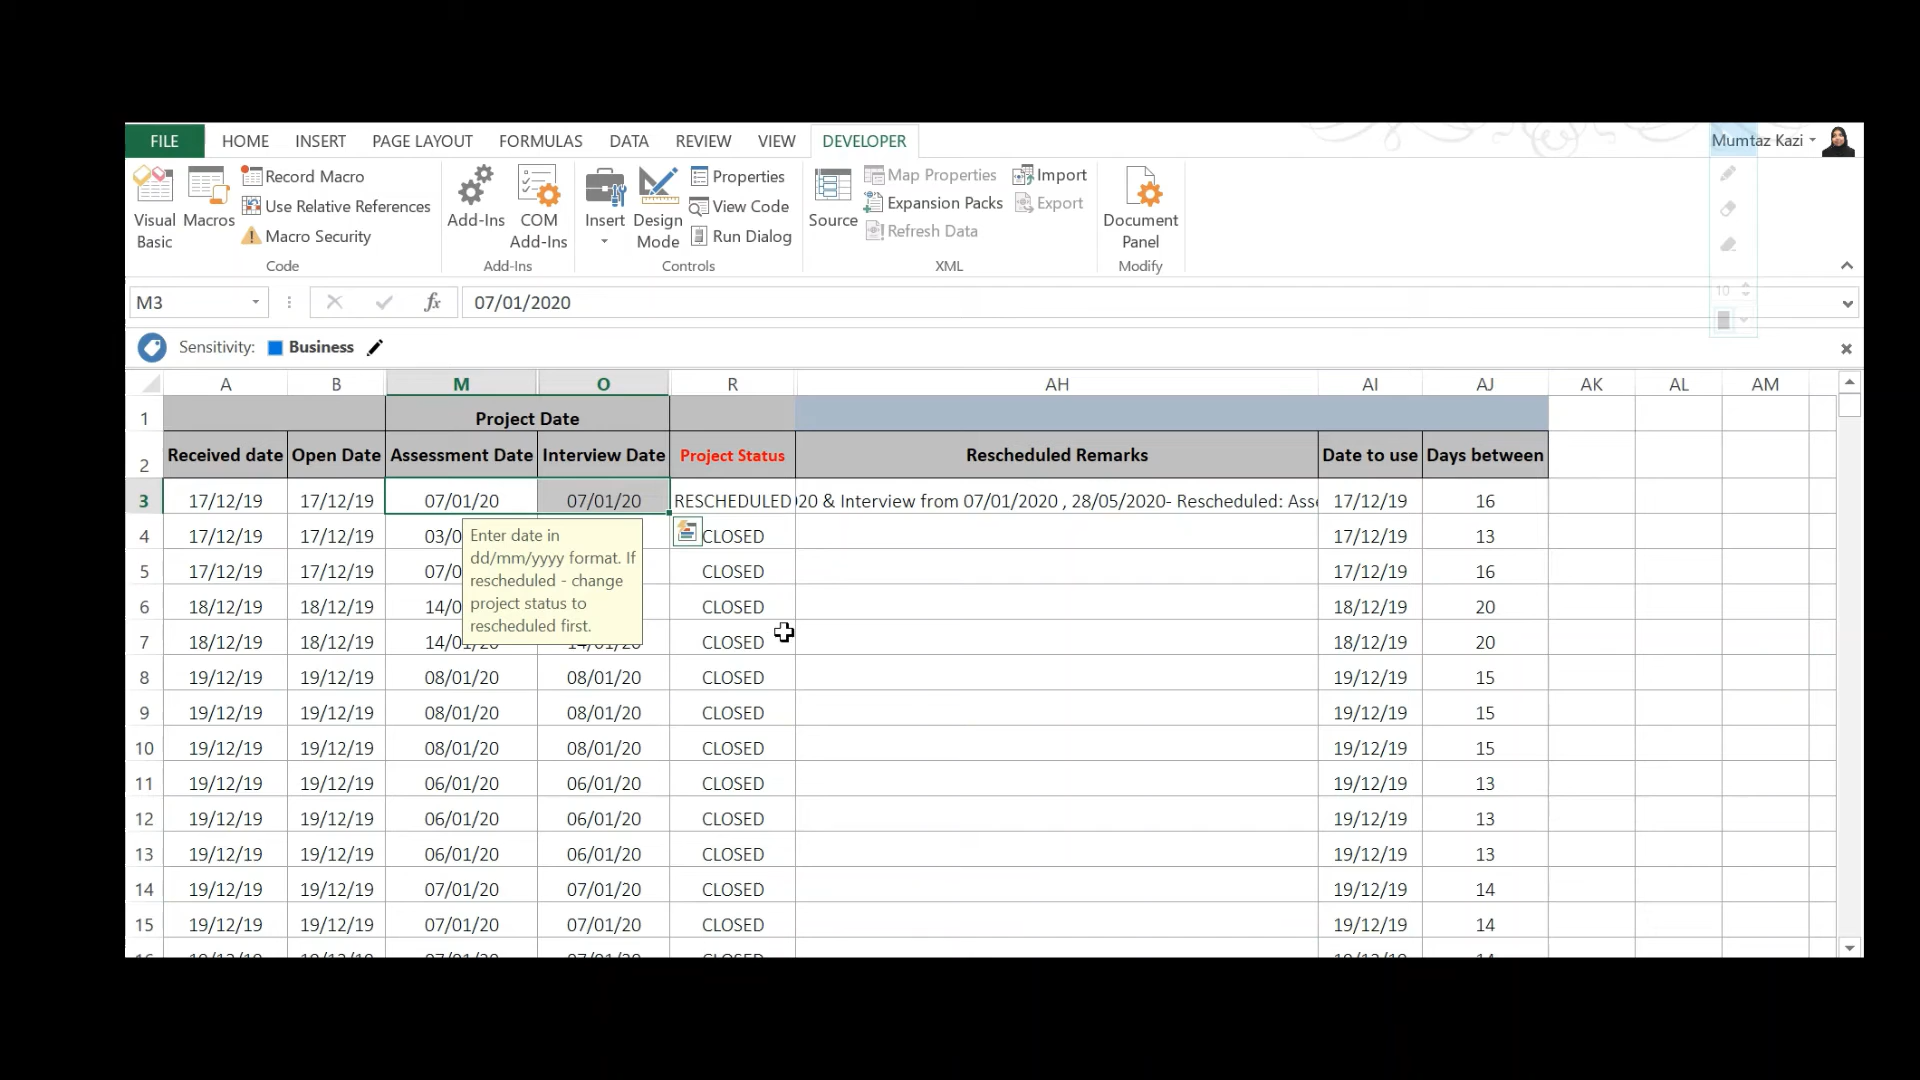 FILE HOME INSERT PAGE LAYOUT FORMULAS DATA REVIEW VIEW DEVELOPER Mumtaz Kazi
Visual Basic
Macros
Record Macro
Use Relative References
Macro Security
Code
Add-Ins
COM Add-Ins
Add-Ins
Insert
Design Mode
Properties
View Code
Run Dialog
Controls
Source
Map Properties
Expansion Packs
Refresh Data
Import
Export
XML
Document Panel
Modify
10
M3 fx 07/01/2020
Sensitivity: Business
A B M O R AH AI AJ AK AL AM
1 Project Date
2 Received date Open Date Assessment Date Interview Date Project Status Rescheduled Remarks Date to use Days between
3 17/12/19 17/12/19 07/01/20 07/01/20 RESCHEDULED 020 & Interview from 07/01/2020 , 28/05/2020- Rescheduled: Asse 17/12/19 16
4 17/12/19 17/12/19 03/0 CLOSED 17/12/19 13
5 17/12/19 17/12/19 07/0 CLOSED 17/12/19 16
6 18/12/19 18/12/19 14/0 CLOSED 18/12/19 20
7 18/12/19 18/12/19 14/01/20 14/01/20 CLOSED 18/12/19 20
Enter date in
dd/mm/yyyy format. If
rescheduled - change
project status to
rescheduled first.
8 19/12/19 19/12/19 08/01/20 08/01/20 CLOSED 19/12/19 15
9 19/12/19 19/12/19 08/01/20 08/01/20 CLOSED 19/12/19 15
10 19/12/19 19/12/19 08/01/20 08/01/20 CLOSED 19/12/19 15
11 19/12/19 19/12/19 06/01/20 06/01/20 CLOSED 19/12/19 13
12 19/12/19 19/12/19 06/01/20 06/01/20 CLOSED 19/12/19 13
13 19/12/19 19/12/19 06/01/20 06/01/20 CLOSED 19/12/19 13
14 19/12/19 19/12/19 07/01/20 07/01/20 CLOSED 19/12/19 14
15 19/12/19 19/12/19 07/01/20 07/01/20 CLOSED 19/12/19 14